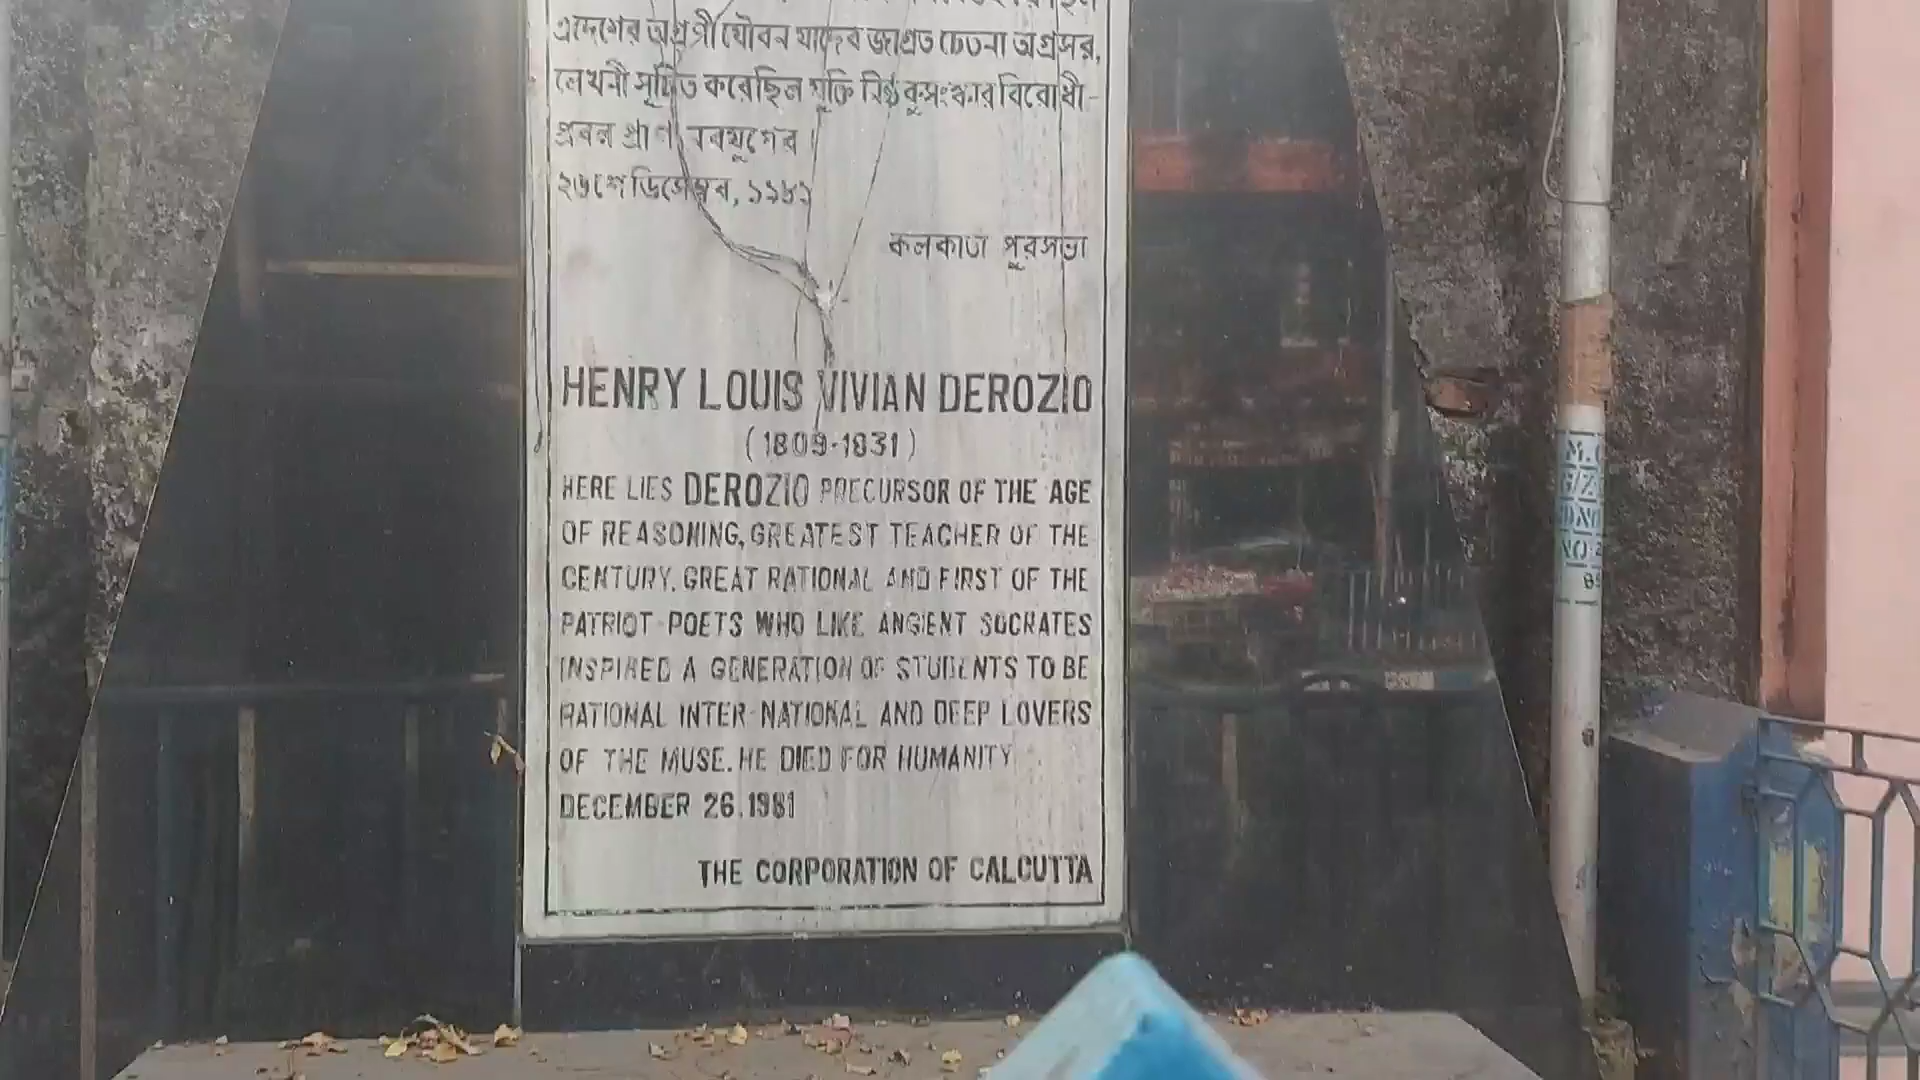 এদেশের অগ্রণী যৌবন যাদের জাগ্রত চেতনা অগ্রসর,
লেখনী সূচিত করেছিল যুক্তি নিষ্ঠ কুসংস্কার বিরোধী-
প্রবল প্রাণ নবযুগের
২৬শে ডিসেম্বর, ১৯৮১
কলকাতা পুরসভা
HENRY LOUIS VIVIAN DEROZIO
(1809-1831)
HERE LIES DEROZIO PRECURSOR OF THE AGE
OF REASONING, GREATEST TEACHER OF THE
CENTURY. GREAT RATIONAL AND FIRST OF THE
PATRIOT-POETS WHO LIKE ANGIENT SOCRATES
INSPIRED A GENERATION OF STUDENTS TO BE
RATIONAL INTER-NATIONAL AND DEEP LOVERS
OF THE MUSE. HE DIED FOR HUMANITY
DECEMBER 26.1981
THE CORPORATION OF CALCUTTA